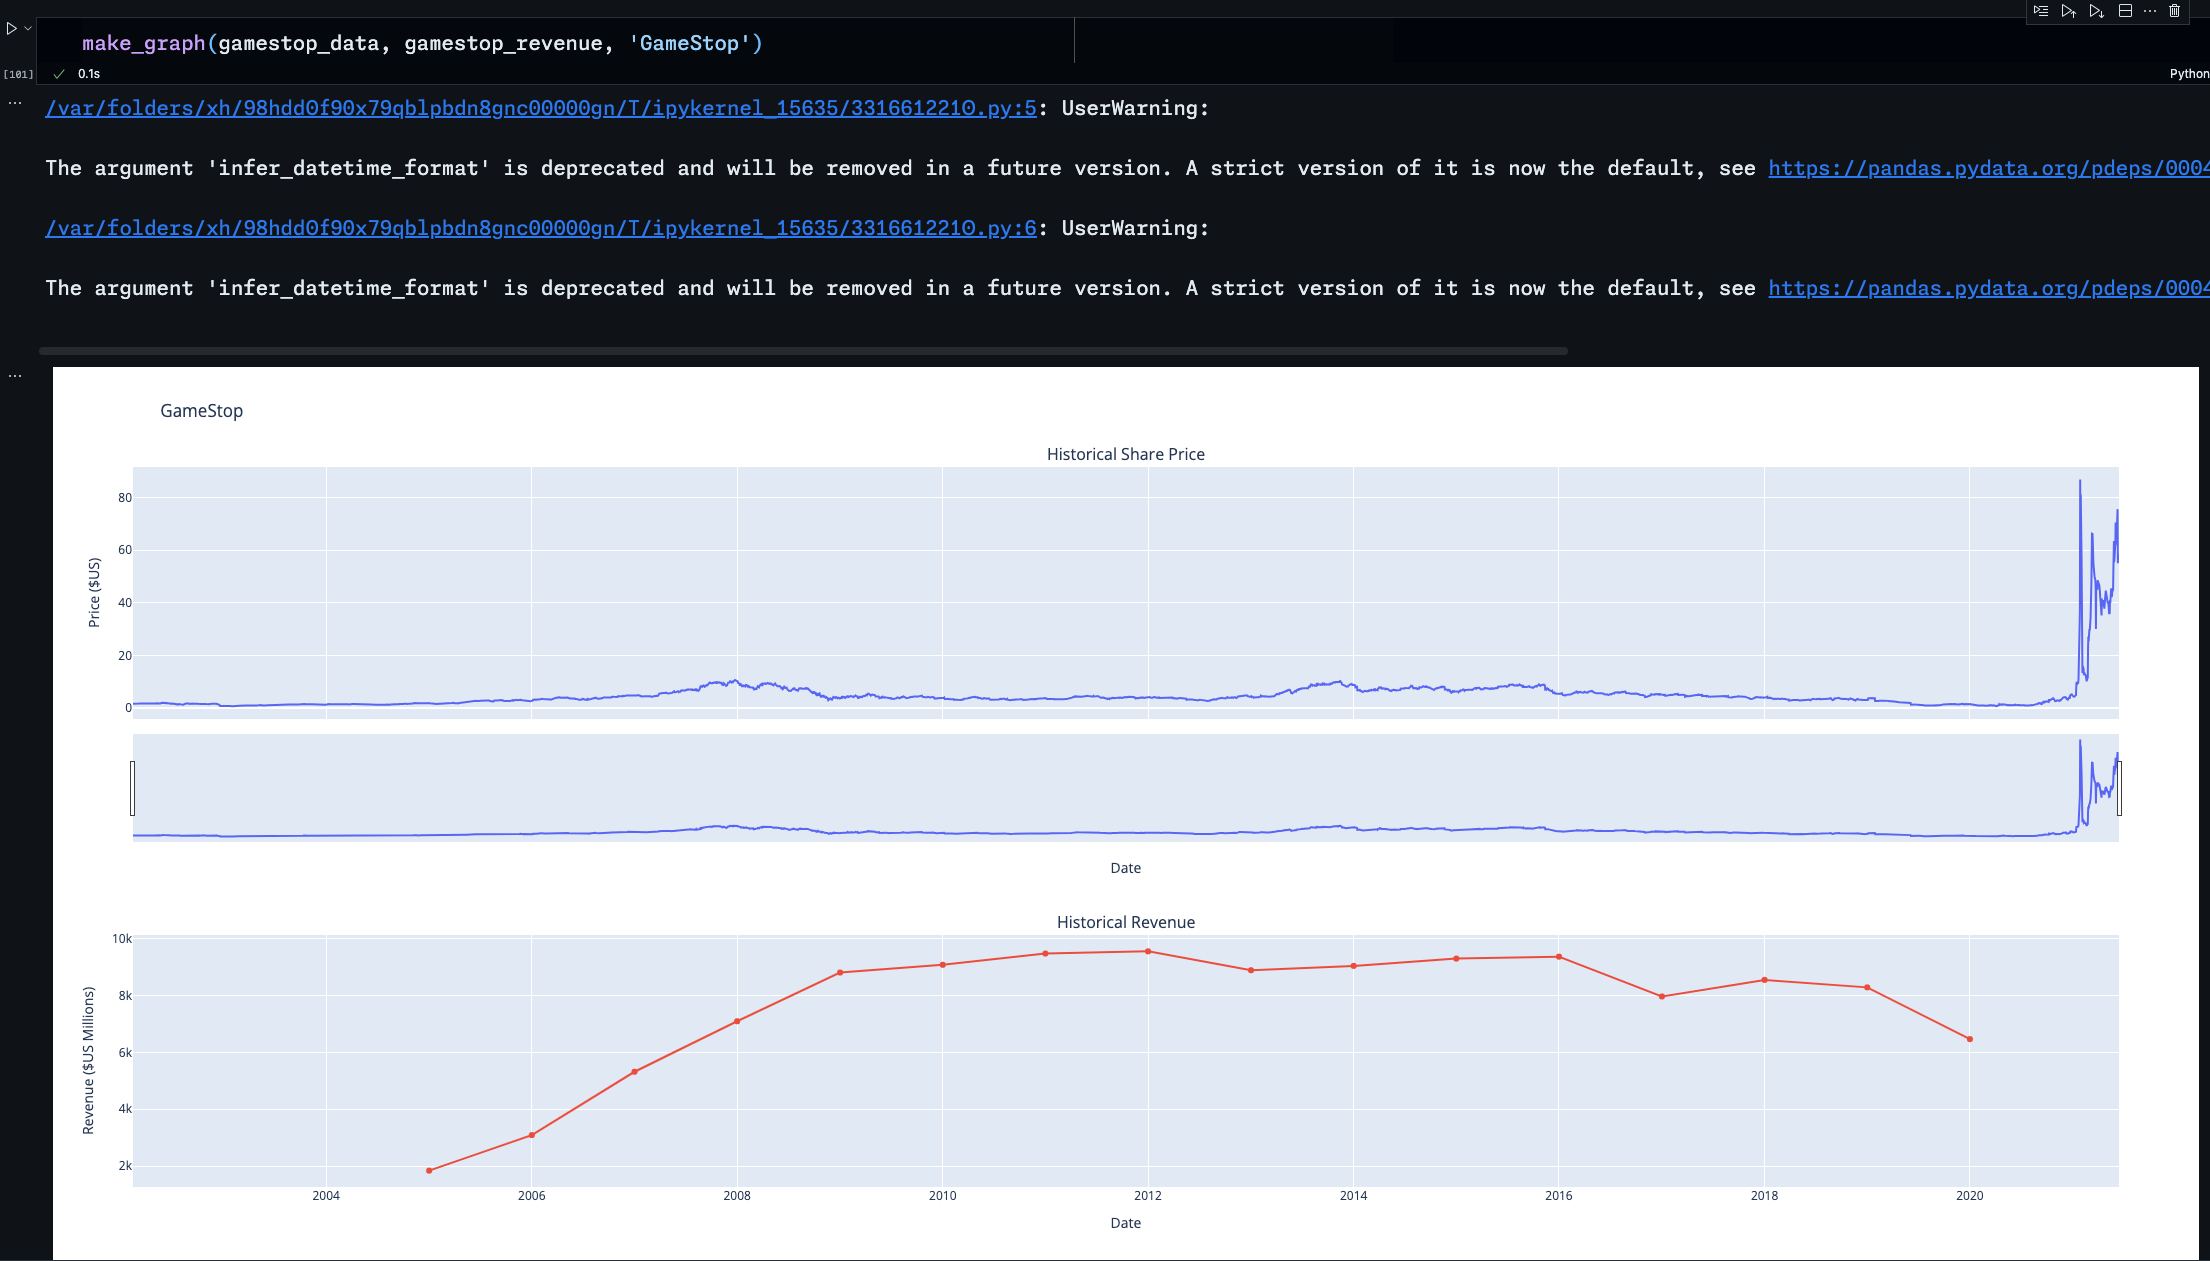 make_graph(gamestop_data, gamestop_revenue, 'GameStop')
[101]
0.1s
Python
/var/folders/xh/98hdd0f90x79qblpbdn8gnc00000gn/T/ipykernel_15635/3316612210.py:5: UserWarning:
The argument 'infer_datetime_format' is deprecated and will be removed in a future version. A strict version of it is now the default, see https://pandas.pydata.org/pdeps/0004
/var/folders/xh/98hdd0f90x79qblpbdn8gnc00000gn/T/ipykernel_15635/3316612210.py:6: UserWarning:
The argument 'infer_datetime_format' is deprecated and will be removed in a future version. A strict version of it is now the default, see https://pandas.pydata.org/pdeps/0004
GameStop
Historical Share Price
Price ($US)
80
60
40
20
0
Date
Historical Revenue
Revenue ($US Millions)
10k
8k
6k
4k
2k
2004 2006 2008 2010 2012 2014 2016 2018 2020
Date